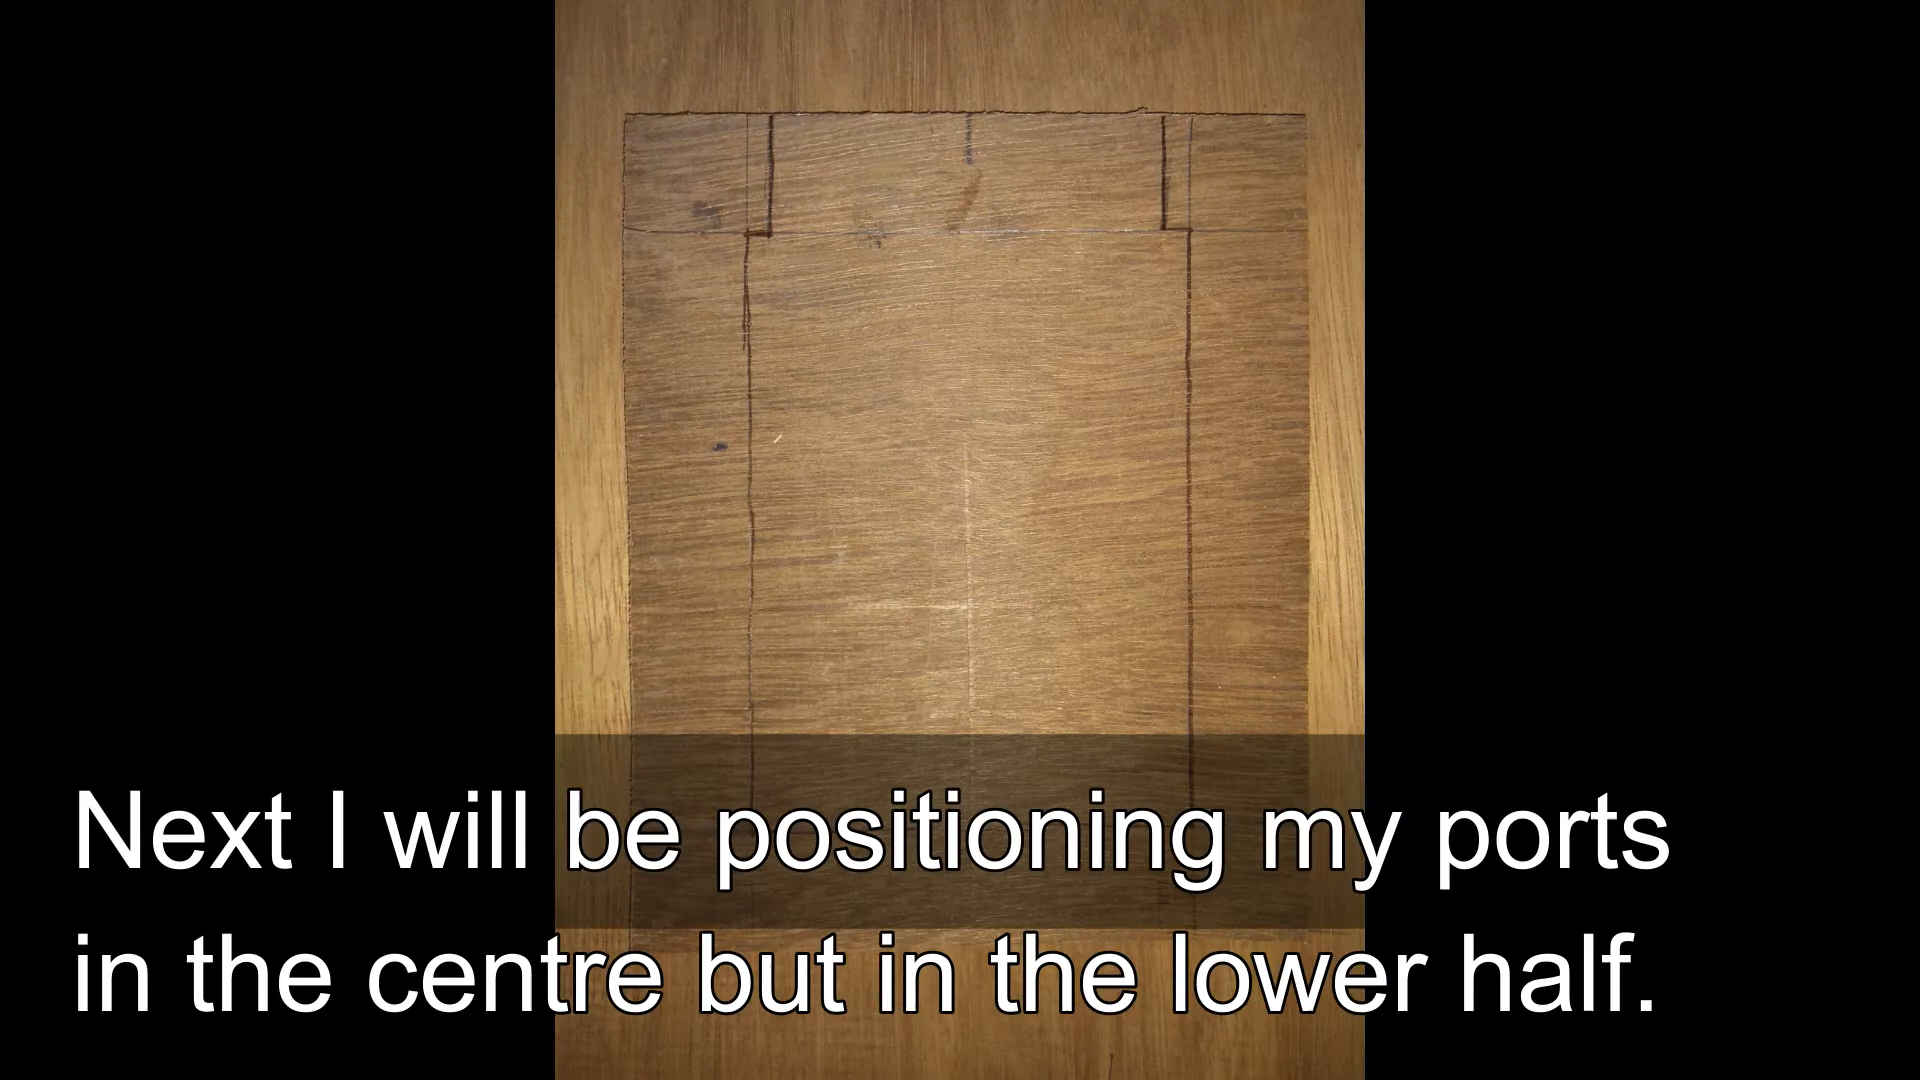 Next I will be positioning my ports
in the centre but in the lower half.